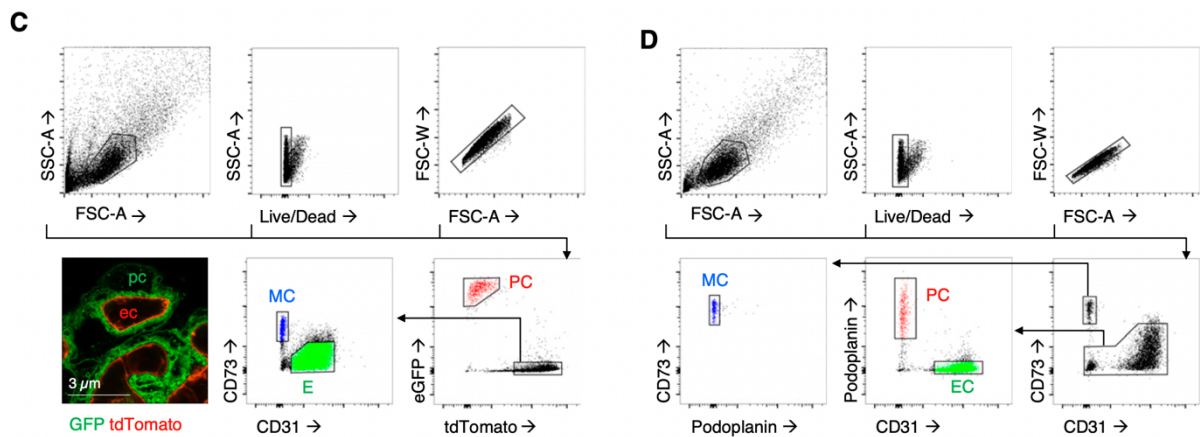 C
SSC-A →
FSC-A →
SSC-A →
Live/Dead →
FSC-W →
FSC-A →
pc
ec
3 µm
GFP tdTomato
MC
E
CD73 →
CD31 →
PC
eGFP →
tdTomato →
D
SSC-A →
FSC-A →
SSC-A →
Live/Dead →
FSC-W →
FSC-A →
MC
CD73 →
Podoplanin →
PC
EC
Podoplanin →
CD31 →
CD73 →
CD31 →